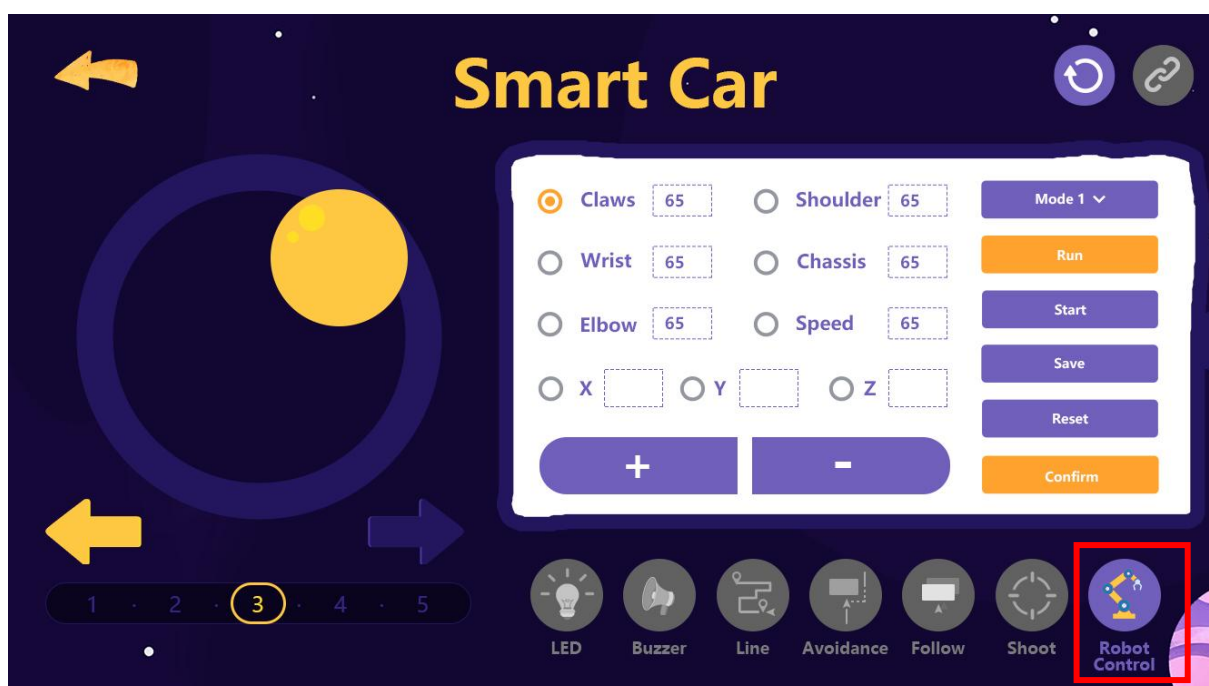 Smart Car
Claws 65 Shoulder 65 Mode 1
Run
Wrist 65 Chassis 65
Start
Elbow 65 Speed 65
Save
X Y Z
Reset
+ -
Confirm
1 · 2 · 3 · 4 · 5
LED Buzzer Line Avoidance Follow Shoot Robot
Control